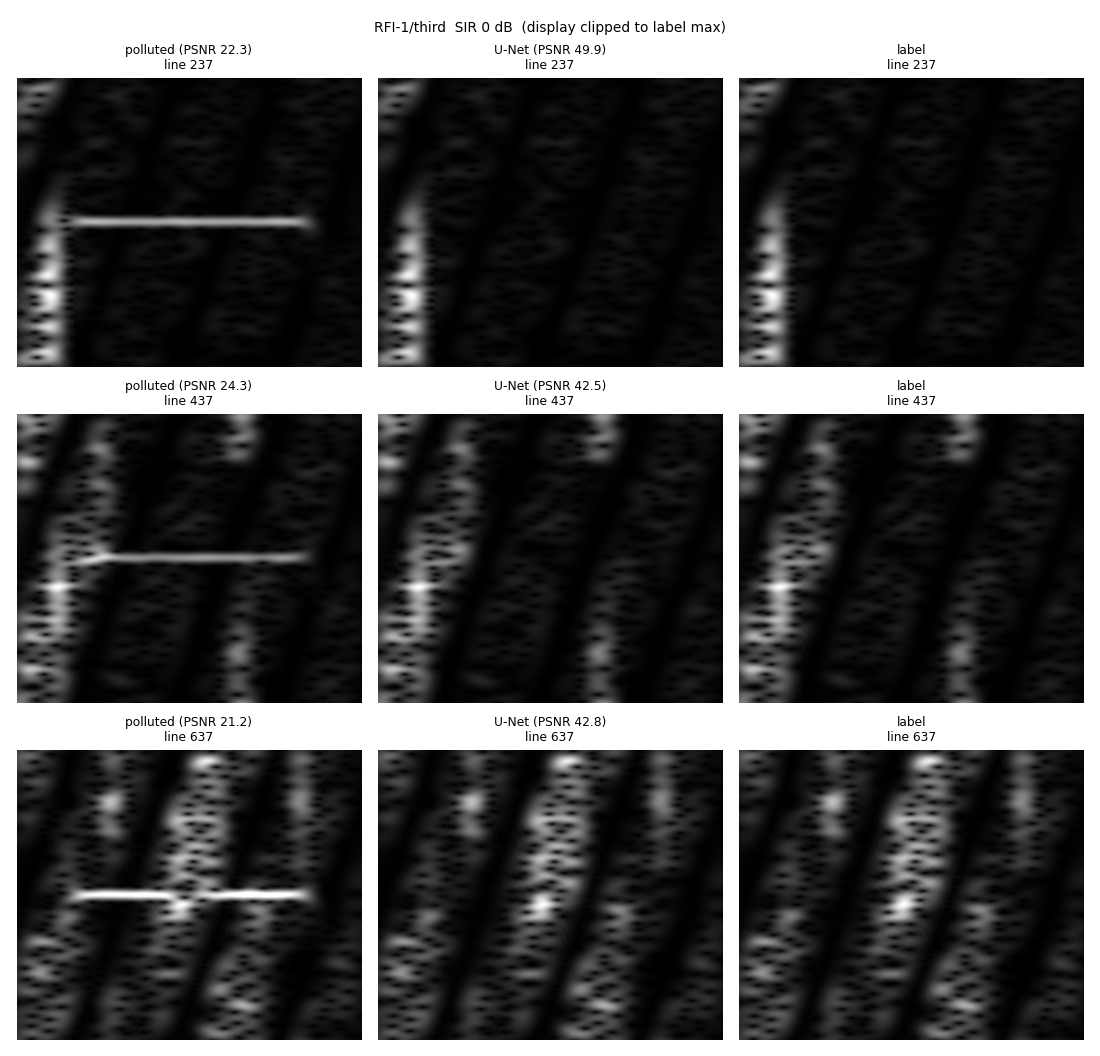 RFI-1/third  SIR 0 dB  (display clipped to label max)
polluted (PSNR 22.3)
line 237
U-Net (PSNR 49.9)
line 237
label
line 237
polluted (PSNR 24.3)
line 437
U-Net (PSNR 42.5)
line 437
label
line 437
polluted (PSNR 21.2)
line 637
U-Net (PSNR 42.8)
line 637
label
line 637